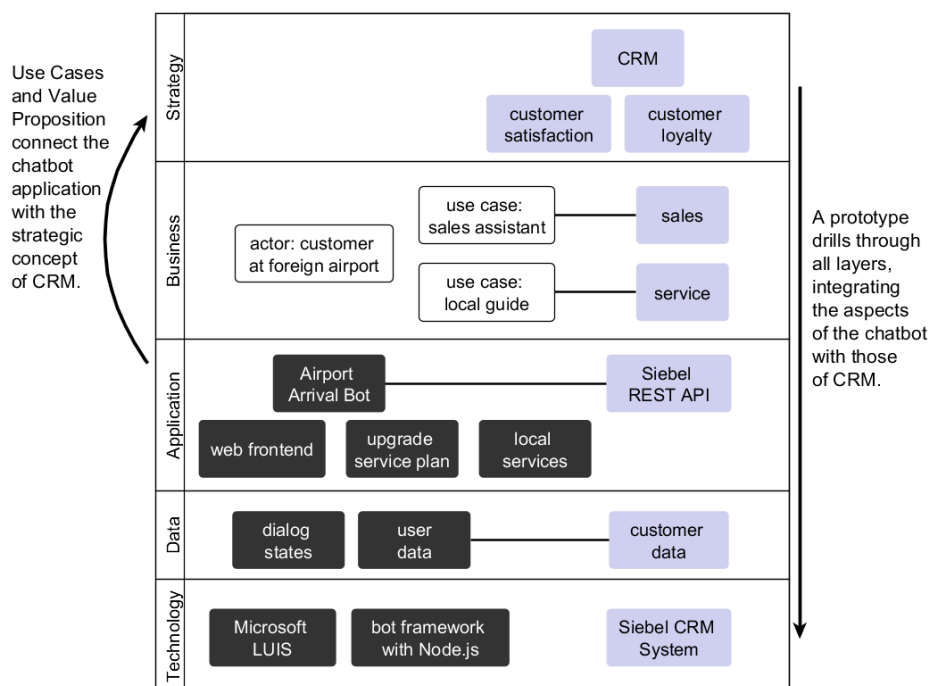 Use Cases
and Value
Proposition
connect the
chatbot
application
with the
strategic
concept
of CRM.
Strategy
CRM
customer
satisfaction
customer
loyalty
Business
actor: customer
at foreign airport
use case:
sales assistant
sales
use case:
local guide
service
Application
Airport
Arrival Bot
Siebel
REST API
web frontend
upgrade
service plan
local
services
Data
dialog
states
user
data
customer
data
Technology
Microsoft
LUIS
bot framework
with Node.js
Siebel CRM
System
A prototype
drills through
all layers,
integrating
the aspects
of the chatbot
with those
of CRM.